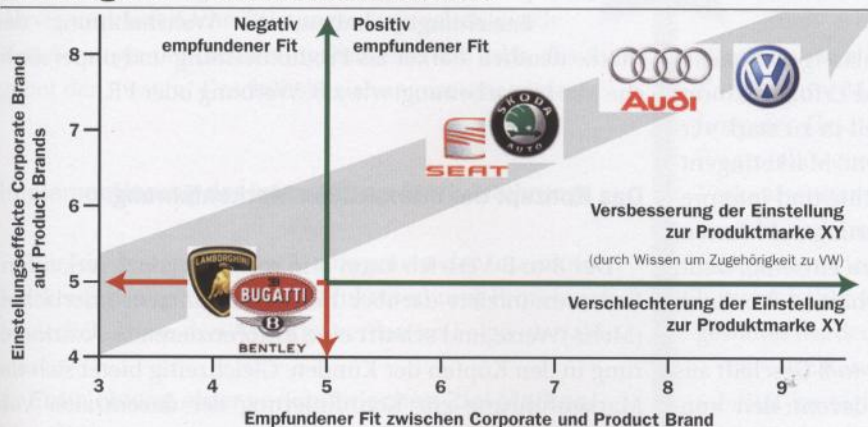 Negativ
empfundener Fit
Positiv
empfundener Fit
Einstellungseffekte Corporate Brand
auf Product Brands
8
7
6
5
4
SEAT
SKODA
AUTO
Audi
LAMBORGHINI
BUGATTI
B
BENTLEY
Versbesserung der Einstellung
zur Produktmarke XY
(durch Wissen um Zugehörigkeit zu VW)
Verschlechterung der Einstellung
zur Produktmarke XY
3
4
5
6
7
8
9
Empfundener Fit zwischen Corporate und Product Brand